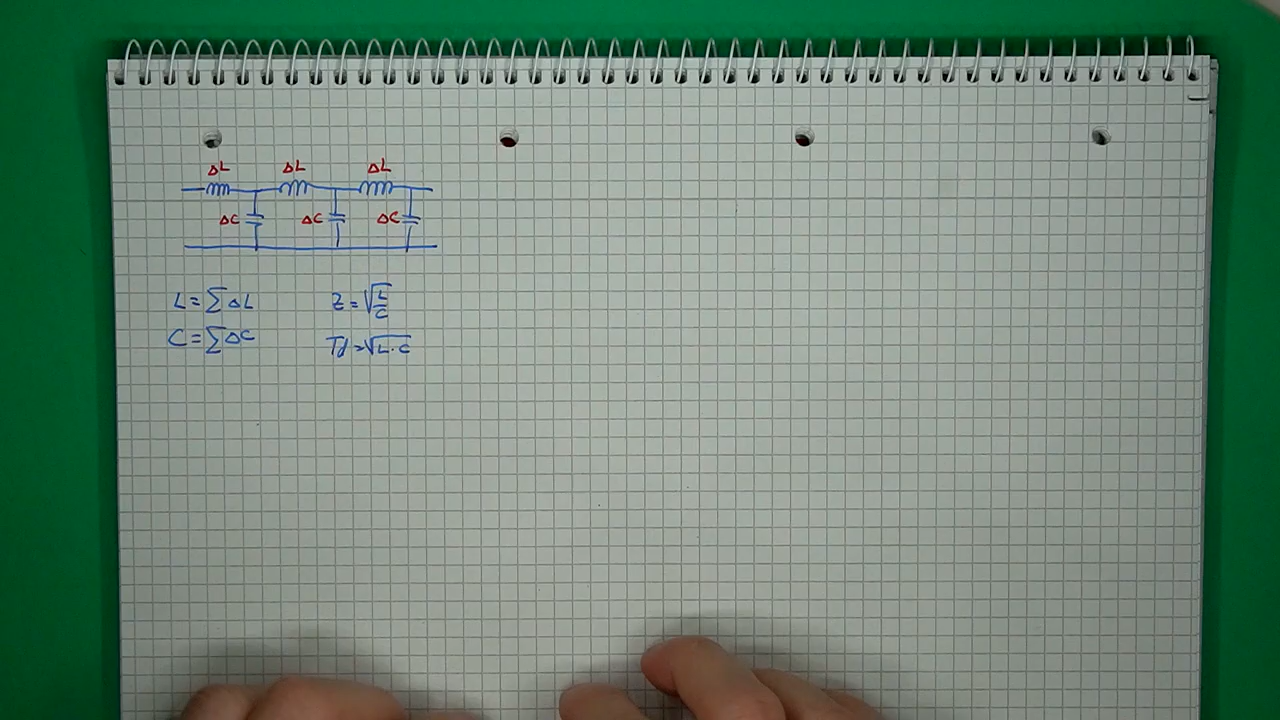 ΔL ΔL ΔL
ΔC ΔC ΔC
L = ∑ ΔL
C = ∑ ΔC
Z = √(L/C)
Td = √(L·C)